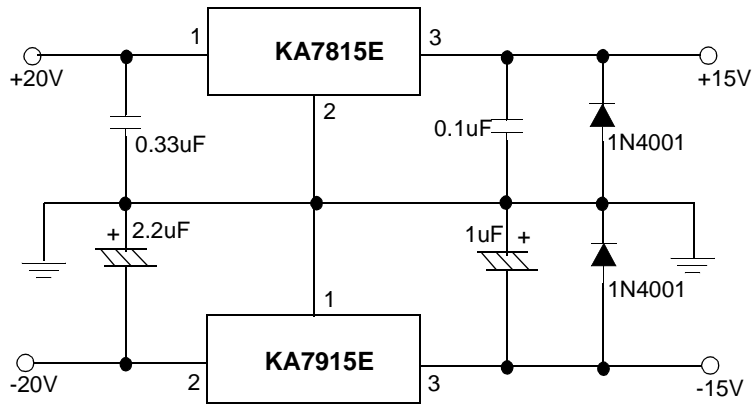 1
KA7815E
3
+20V
+15V
2
0.33uF
0.1uF
1N4001
+
2.2uF
1uF
+
1N4001
1
KA7915E
-20V
2
3
-15V